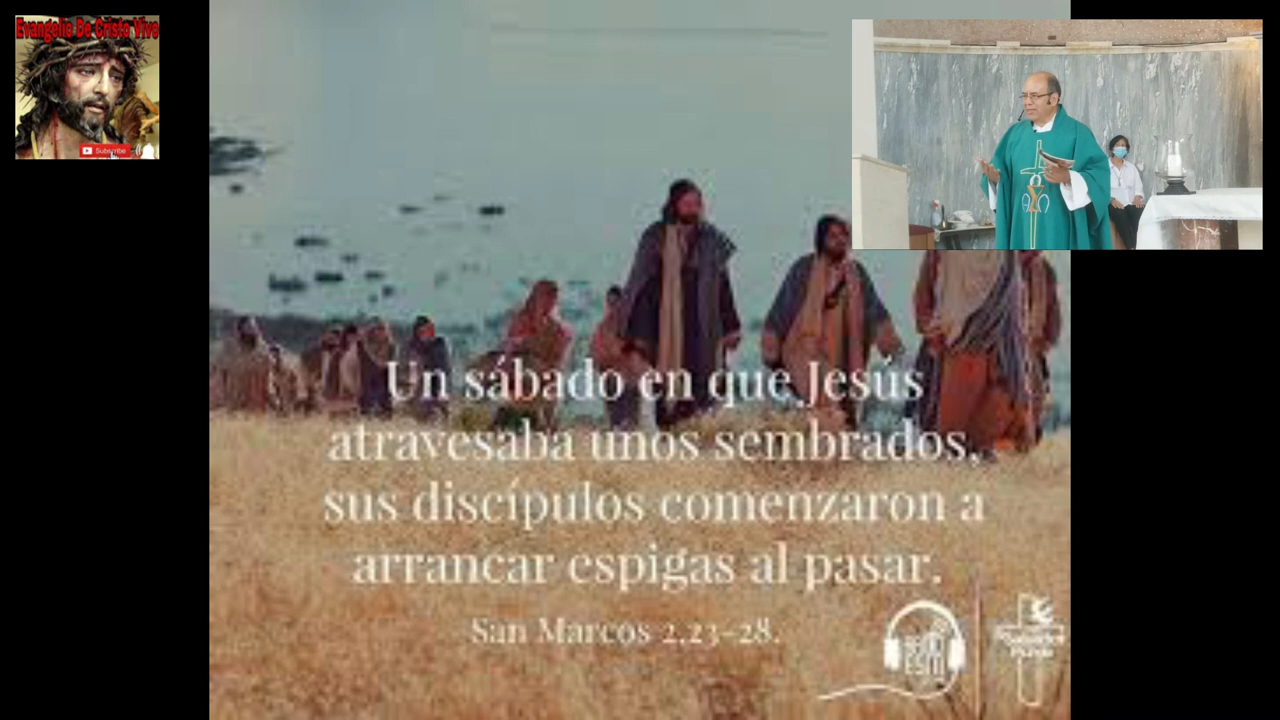 Evangelio De Cristo Vivo
Subscribe
Un sábado en que Jesús
atravesaba unos sembrados,
sus discípulos comenzaron a
arrancar espigas al pasar.
San Marcos 2,23-28.